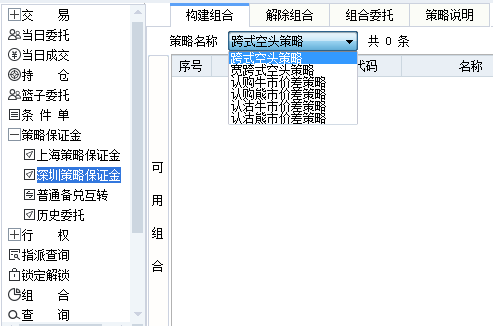 交 易
当日委托
当日成交
持 仓
篮子委托
条 件 单
策略保证金
上海策略保证金
深圳策略保证金
普通备兑互转
历史委托
行 权
指派查询
锁定解锁
组 合
查 询
构建组合 解除组合 组合委托 策略说明
策略名称 跨式空头策略 共 0 条
序号 代码 名称
跨式空头策略
宽跨式空头策略
认购牛市价差策略
认购熊市价差策略
认沽牛市价差策略
认沽熊市价差策略
可
用
组
合